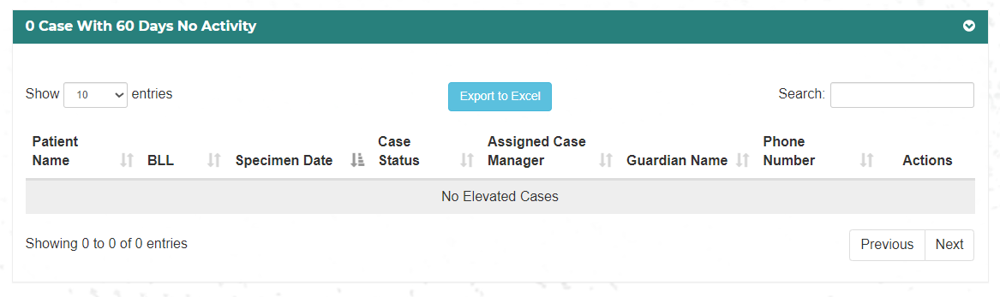 0 Case With 60 Days No Activity
Show 10 entries
Export to Excel
Search:
Patient Name
BLL
Specimen Date
Case Status
Assigned Case Manager
Guardian Name
Phone Number
Actions
No Elevated Cases
Showing 0 to 0 of 0 entries
Previous
Next